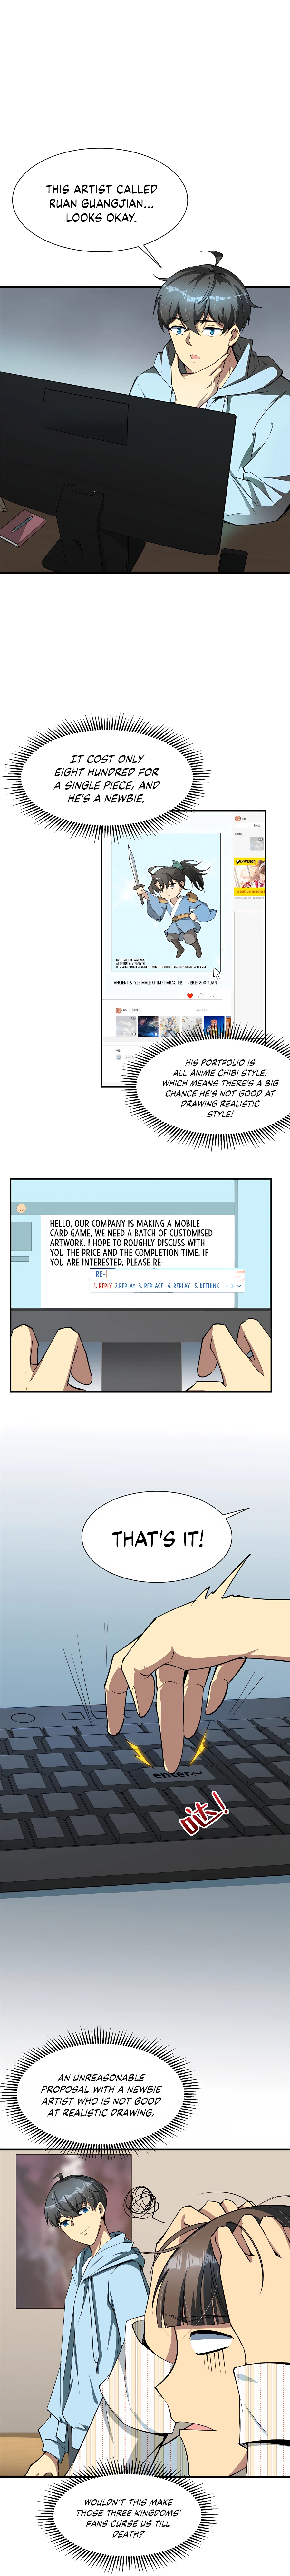 THIS ARTIST CALLED
RUAN GUANGJIAN...
LOOKS OKAY.
IT COST ONLY
EIGHT HUNDRED FOR
A SINGLE PIECE, AND
HE'S A NEWBIE.
ANCIENT STYLE MALE CHIBI CHARACTER PRICE: 800 YUAN
HIS PORTFOLIO IS
ALL ANIME CHIBI STYLE,
WHICH MEANS THERE'S A BIG
CHANCE HE'S NOT GOOD AT
DRAWING REALISTIC
STYLE!
HELLO, OUR COMPANY IS MAKING A MOBILE
CARD GAME, WE NEED A BATCH OF CUSTOMISED
ARTWORK. I HOPE TO ROUGHLY DISCUSS WITH
YOU THE PRICE AND THE COMPLETION TIME. IF
YOU ARE INTERESTED, PLEASE RE-
RE-
1. REPLY 2.REPLAY 3. REPLACE 4. REPLAY 5. RETHINK
THAT'S IT!
enter
哒!
AN UNREASONABLE
PROPOSAL WITH A NEWBIE
ARTIST WHO IS NOT GOOD
AT REALISTIC DRAWING,
WOULDN'T THIS MAKE
THOSE THREE KINGDOMS'
FANS CURSE US TILL
DEATH?